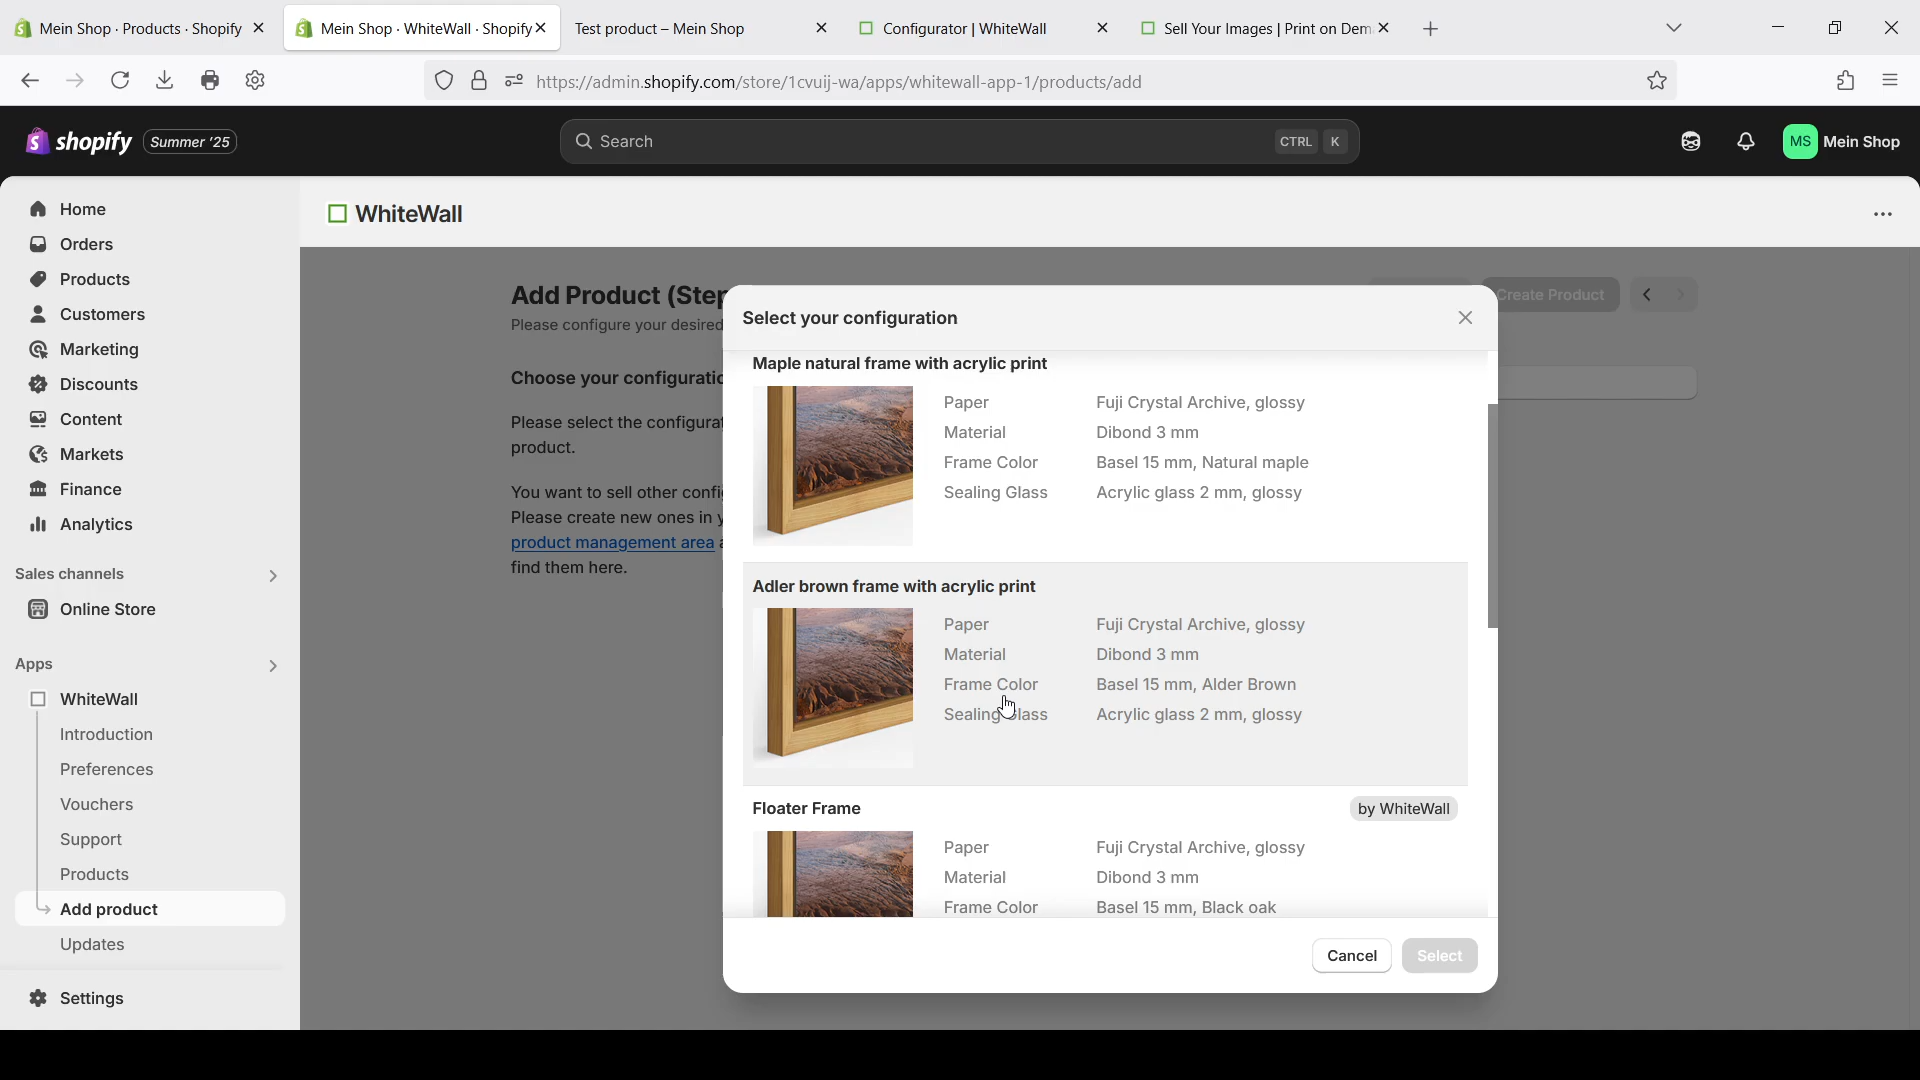 Mein Shop · Products · Shopify
Mein Shop · WhiteWall · Shopify
Test product – Mein Shop
Configurator | WhiteWall
Sell Your Images | Print on Dem
https://admin.shopify.com/store/1cvuij-wa/apps/whitewall-app-1/products/add
shopify
Summer '25
Search
CTRL K
MS
Mein Shop
Home
Orders
Products
Customers
Marketing
Discounts
Content
Markets
Finance
Analytics
Sales channels
Online Store
Apps
WhiteWall
Introduction
Preferences
Vouchers
Support
Products
Add product
Updates
Settings
WhiteWall
Add Product (Step
Please configure your desired
Create Product
Choose your configuratio
Please select the configurat
product.
You want to sell other confi
Please create new ones in y
product management area a
find them here.
Select your configuration
Maple natural frame with acrylic print
Paper Fuji Crystal Archive, glossy
Material Dibond 3 mm
Frame Color Basel 15 mm, Natural maple
Sealing Glass Acrylic glass 2 mm, glossy
Adler brown frame with acrylic print
Paper Fuji Crystal Archive, glossy
Material Dibond 3 mm
Frame Color Basel 15 mm, Alder Brown
Sealing Glass Acrylic glass 2 mm, glossy
Floater Frame
by WhiteWall
Paper Fuji Crystal Archive, glossy
Material Dibond 3 mm
Frame Color Basel 15 mm, Black oak
Cancel
Select